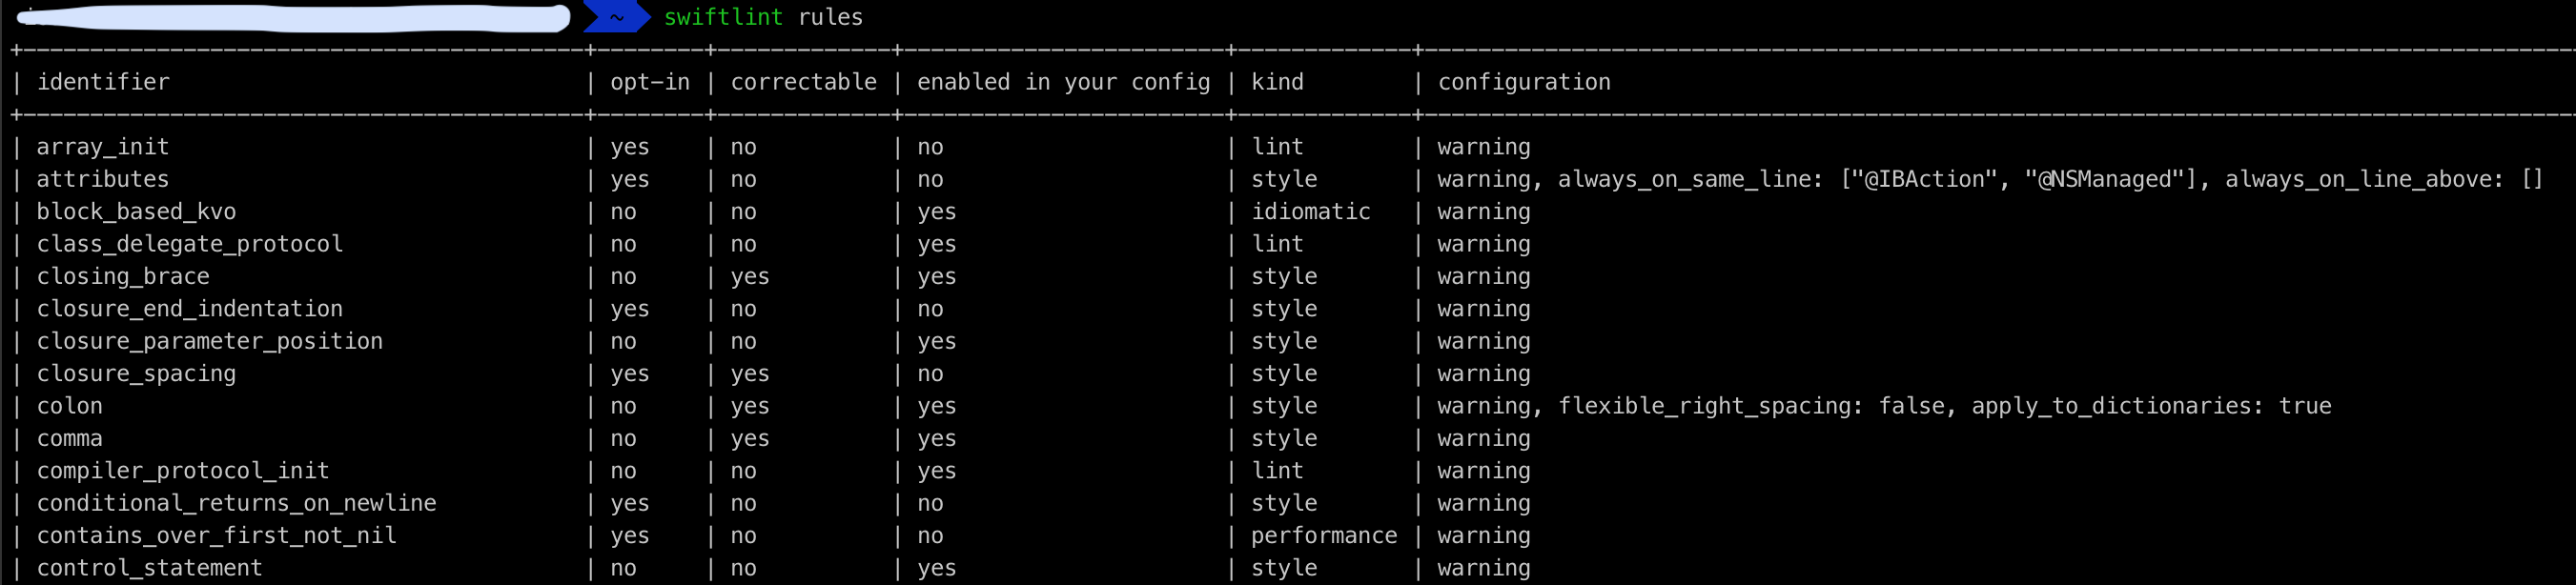 ~ swiftlint rules
+------------------------------------------+--------+-------------+------------------------+-------------+--------------------------------------------------------------------------------------
| identifier | opt-in | correctable | enabled in your config | kind | configuration
+------------------------------------------+--------+-------------+------------------------+-------------+--------------------------------------------------------------------------------------
| array_init | yes | no | no | lint | warning
| attributes | yes | no | no | style | warning, always_on_same_line: ["@IBAction", "@NSManaged"], always_on_line_above: []
| block_based_kvo | no | no | yes | idiomatic | warning
| class_delegate_protocol | no | no | yes | lint | warning
| closing_brace | no | yes | yes | style | warning
| closure_end_indentation | yes | no | no | style | warning
| closure_parameter_position | no | no | yes | style | warning
| closure_spacing | yes | yes | no | style | warning
| colon | no | yes | yes | style | warning, flexible_right_spacing: false, apply_to_dictionaries: true
| comma | no | yes | yes | style | warning
| compiler_protocol_init | no | no | yes | lint | warning
| conditional_returns_on_newline | yes | no | no | style | warning
| contains_over_first_not_nil | yes | no | no | performance | warning
| control_statement | no | no | yes | style | warning